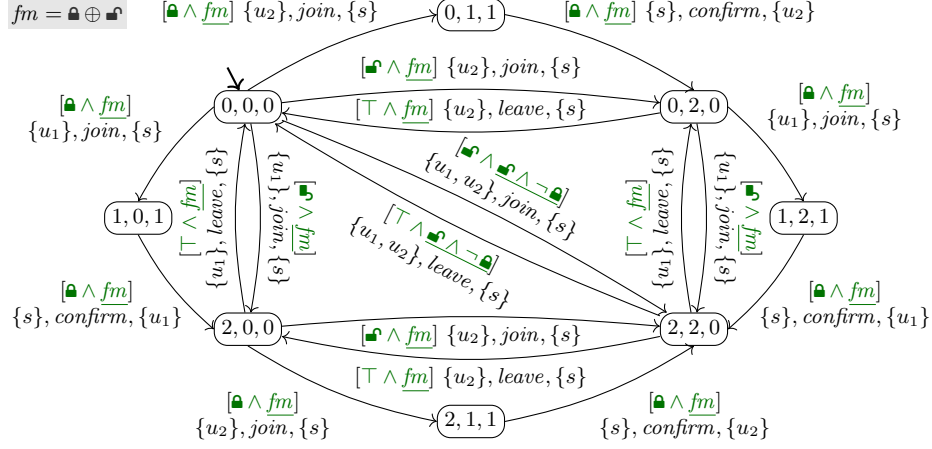 fm = 🔒 ⊕ 🔓
[🔒 ∧ fm] {u₂}, join, {s}
0, 1, 1
[🔒 ∧ fm] {s}, confirm, {u₂}
[🔓 ∧ fm] {u₂}, join, {s}
[🔒 ∧ fm]
{u₁}, join, {s}
0, 0, 0
[⊤ ∧ fm] {u₂}, leave, {s}
0, 2, 0
[🔒 ∧ fm]
{u₁}, join, {s}
[🔓 ∧ 🔓 ∧ ¬🔒]
{u₁, u₂}, join, {s}
[⊤ ∧ fm]
{u₁}, leave, {s}
{u₁}, join, {s}
[🔓 ∧ fm]
[⊤ ∧ fm]
{u₁}, leave, {s}
{u₁}, join, {s}
[🔓 ∧ fm]
1, 0, 1
1, 2, 1
[⊤ ∧ 🔓 ∧ ¬🔒]
{u₁, u₂}, leave, {s}
[🔒 ∧ fm]
{s}, confirm, {u₁}
[🔒 ∧ fm]
{s}, confirm, {u₁}
2, 0, 0
[🔓 ∧ fm] {u₂}, join, {s}
2, 2, 0
[⊤ ∧ fm] {u₂}, leave, {s}
[🔒 ∧ fm]
{u₂}, join, {s}
2, 1, 1
[🔒 ∧ fm]
{s}, confirm, {u₂}